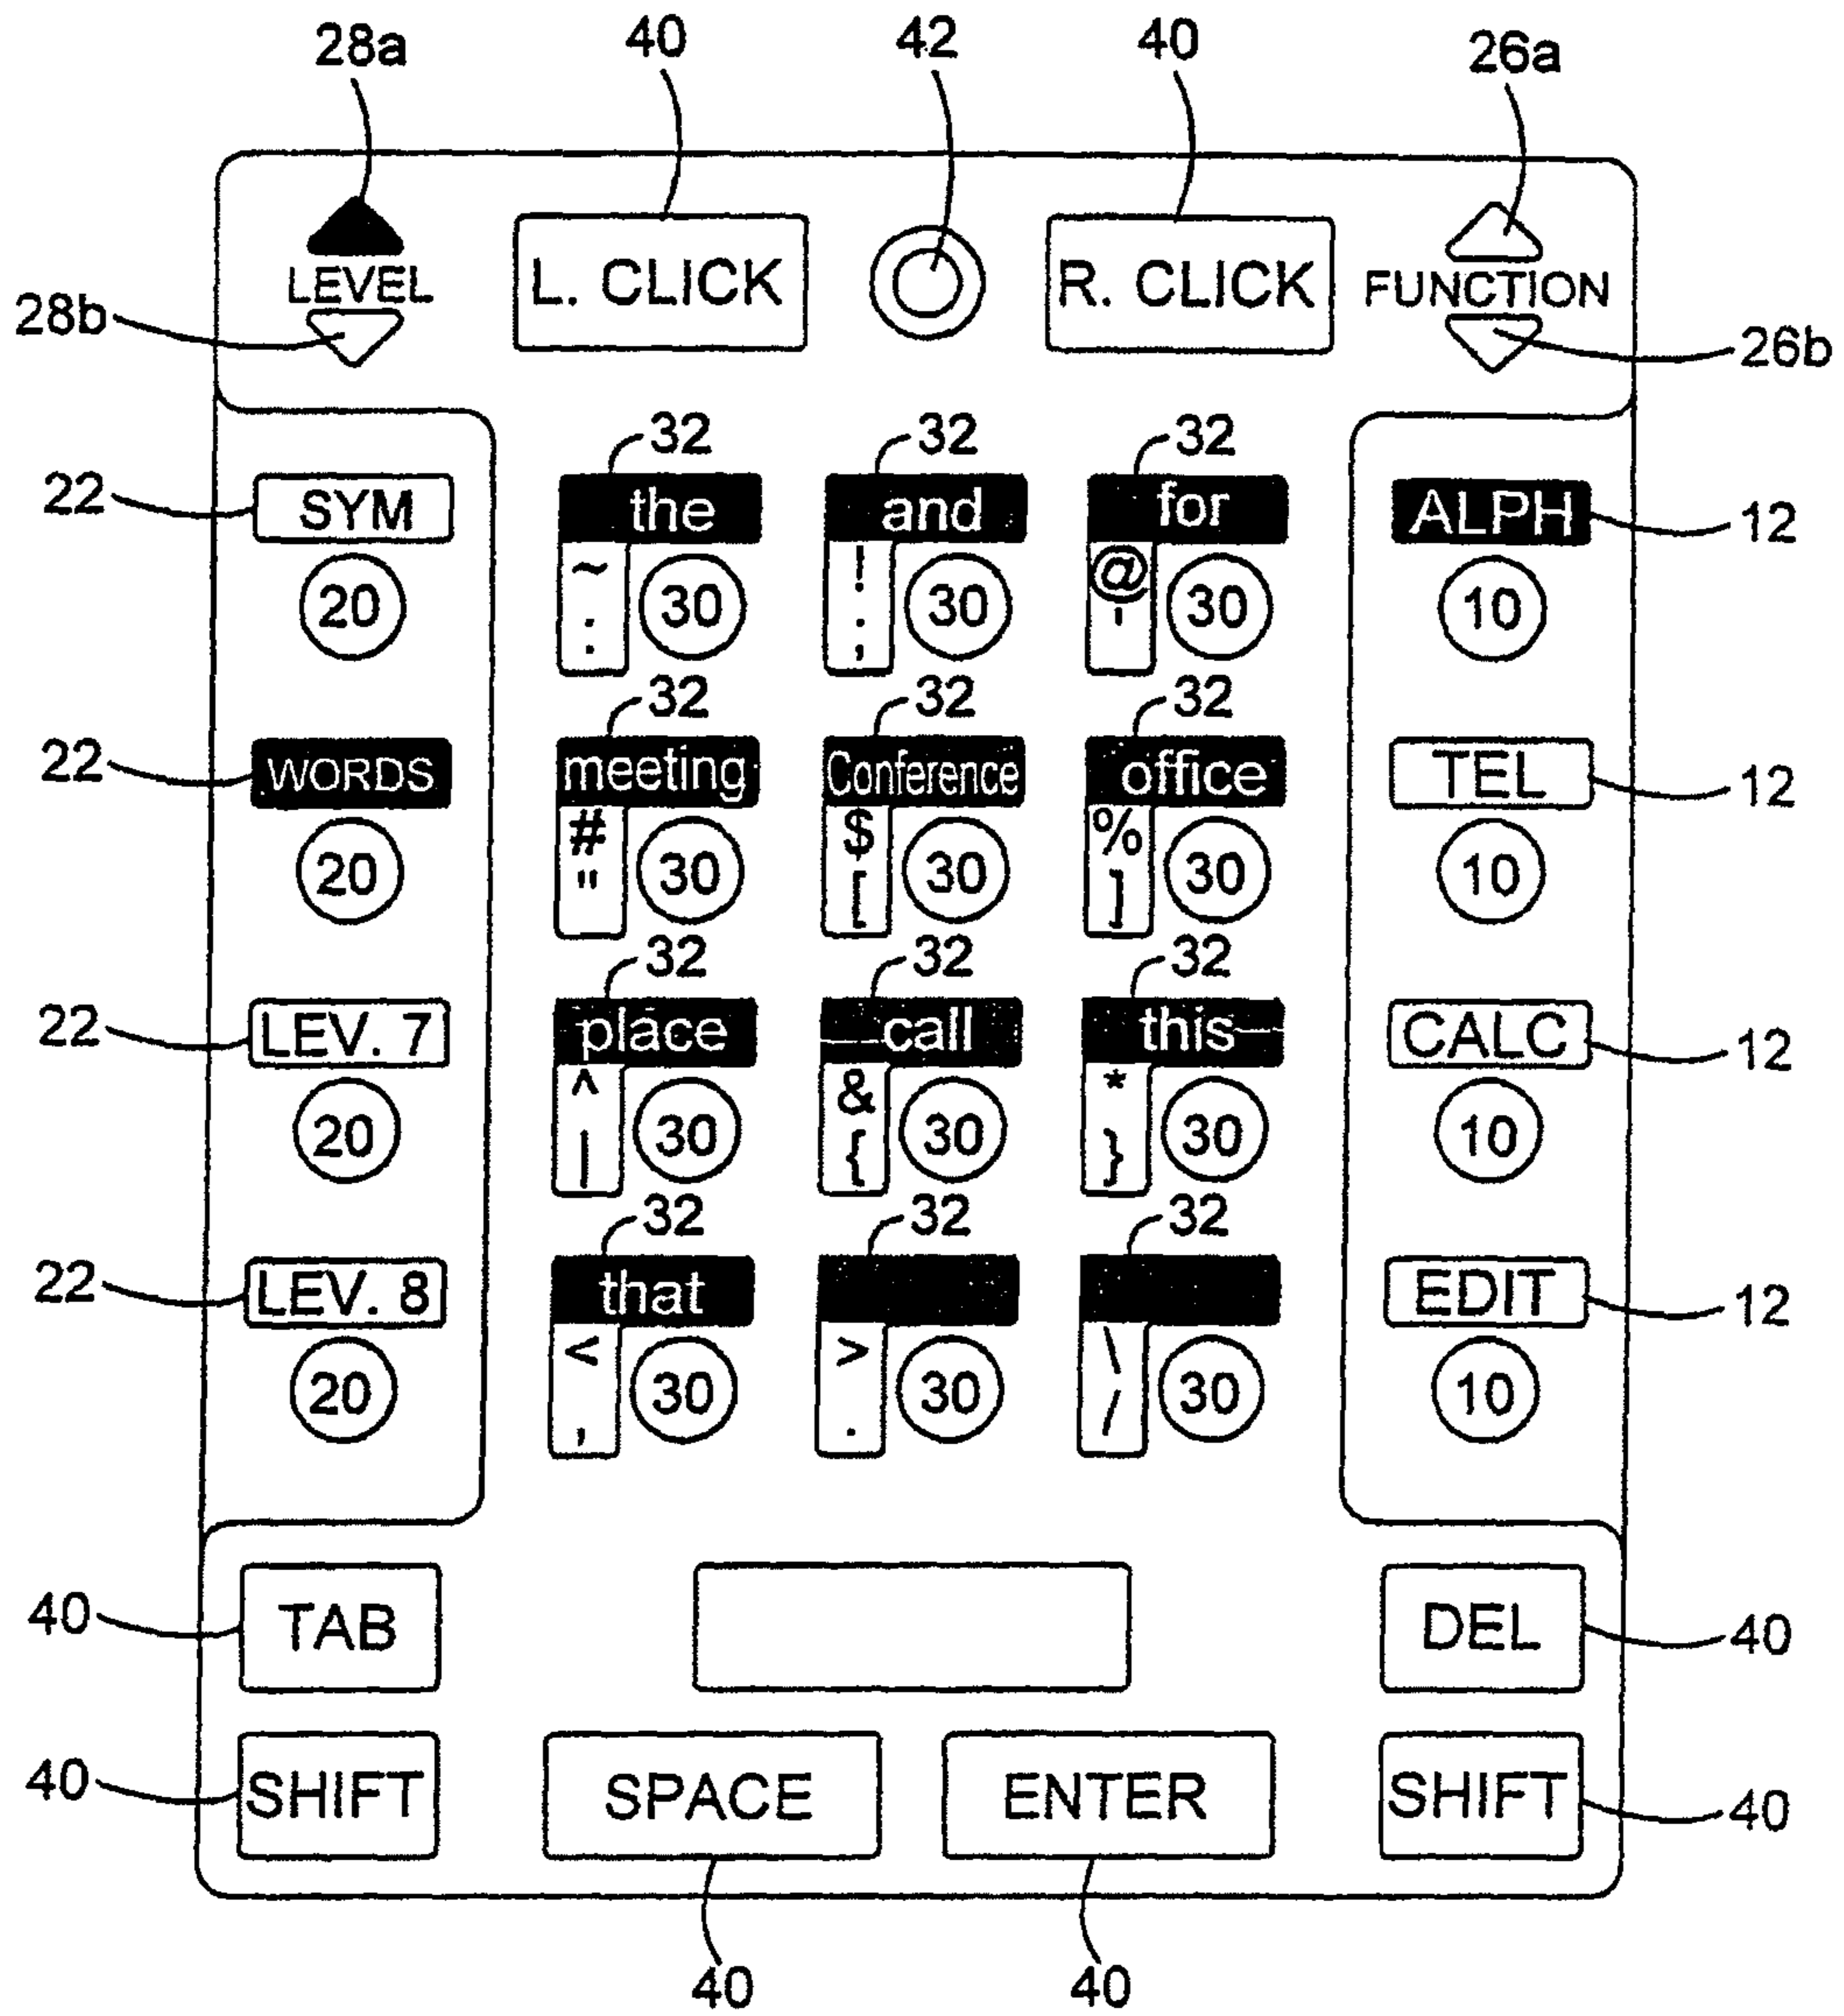 28a 40 42 40 26a
LEVEL L. CLICK R. CLICK FUNCTION
28b 26b
32 32 32
22 SYM the and for ALPH 12
~ ! @
20 30 30 30 10
: ; '
32 32 32
22 WORDS meeting Conference office TEL 12
# $ %
20 30 30 30 10
" [ ]
32 32 32
22 LEV. 7 place call this CALC 12
^ & *
20 30 30 30 10
| { }
32 32 32
22 LEV. 8 that EDIT 12
< > \
20 30 30 30 10
, . /
40 TAB DEL 40
40 SHIFT SPACE ENTER SHIFT 40
40 40